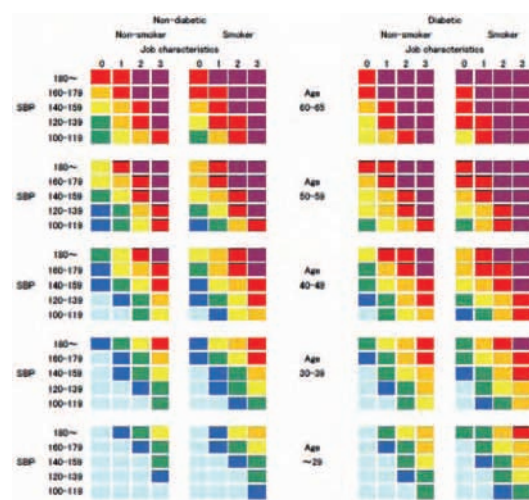 Non-diabetic Diabetic
Non-smoker Smoker Non-smoker Smoker
Job characteristics Job characteristics
0 1 2 3 0 1 2 3 0 1 2 3 0 1 2 3
180~
160-179 Age
SBP 140-159 60-65
120-139
100-119
180~
160-179 Age
SBP 140-159 50-59
120-139
100-119
180~
160-179 Age
SBP 140-159 40-49
120-139
100-119
180~
160-179 Age
SBP 140-159 30-39
120-139
100-119
180~
160-179 Age
SBP 140-159 ~29
120-139
100-119